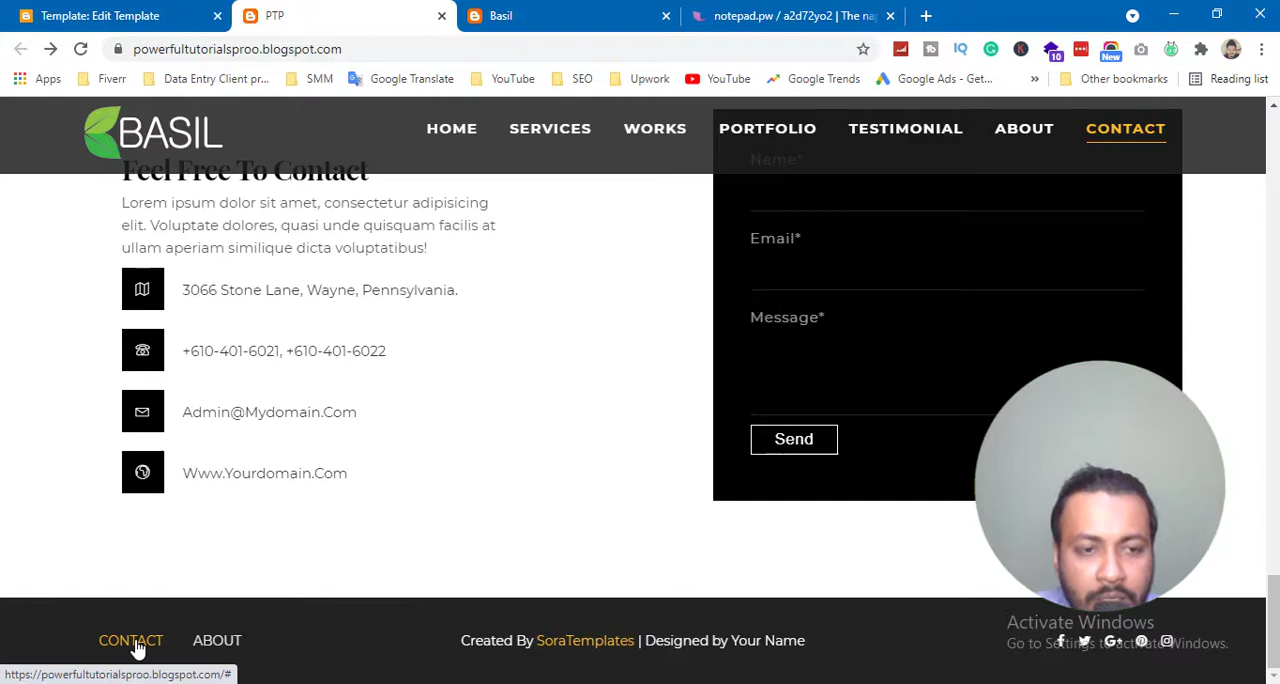 Template: Edit Template
PTP
Basil
notepad.pw / a2d72yo2 | The na
powerfultutorialsproo.blogspot.com
IQ
10
New
Apps
Fiverr
Data Entry Client pr...
SMM
Google Translate
YouTube
SEO
Upwork
YouTube
Google Trends
Google Ads - Get...
»
Other bookmarks
Reading list
BASIL
HOME
SERVICES
WORKS
PORTFOLIO
TESTIMONIAL
ABOUT
CONTACT
Feel Free To Contact
Lorem ipsum dolor sit amet, consectetur adipisicing
elit. Voluptate dolores, quasi unde quisquam facilis at
ullam aperiam similique dicta voluptatibus!
3066 Stone Lane, Wayne, Pennsylvania.
+610-401-6021, +610-401-6022
Admin@Mydomain.Com
Www.Yourdomain.Com
Name*
Email*
Message*
Send
CONTACT
ABOUT
Created By SoraTemplates | Designed by Your Name
Activate Windows
Go to Settings to activate Windows.
https://powerfultutorialsproo.blogspot.com/#